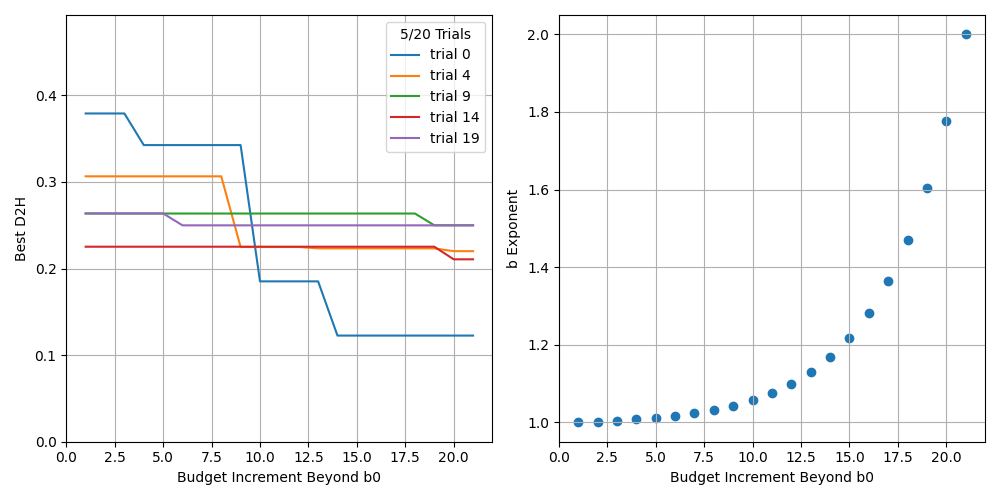 5/20 Trials
trial 0
trial 4
trial 9
trial 14
trial 19
Best D2H
0.4
0.3
0.2
0.1
0.0
0.0 2.5 5.0 7.5 10.0 12.5 15.0 17.5 20.0
Budget Increment Beyond b0
b Exponent
2.0
1.8
1.6
1.4
1.2
1.0
0.0 2.5 5.0 7.5 10.0 12.5 15.0 17.5 20.0
Budget Increment Beyond b0